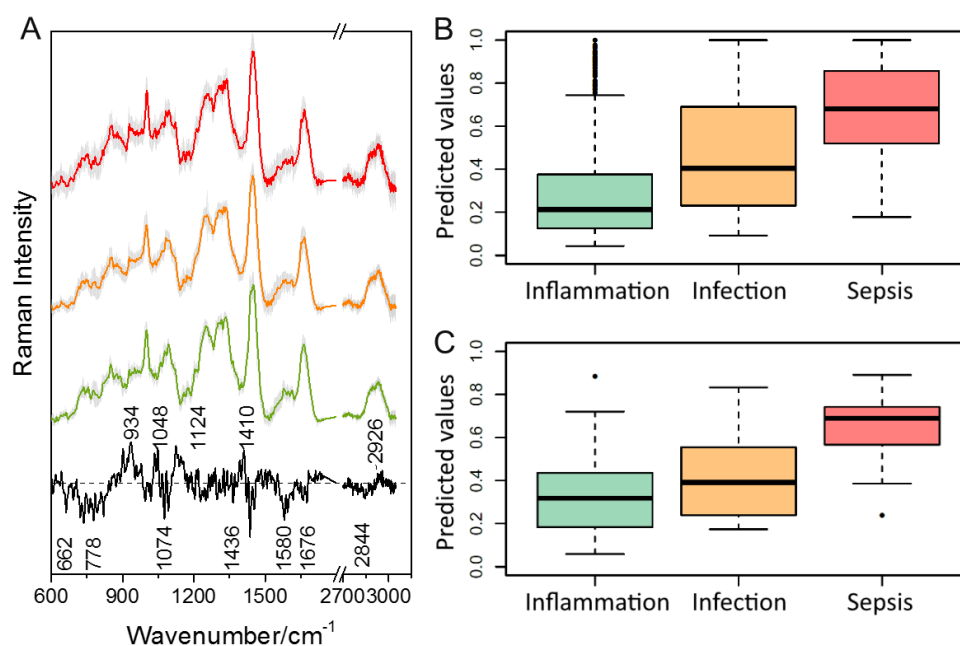 A
//
Raman Intensity
934
1048
1124
1410
2926
662
778
1074
1436
1580
1676
2844
//
600 900 1200 1500 2700 3000
Wavenumber/cm⁻¹
B
Predicted values
1.0
0.8
0.6
0.4
0.2
0.0
Inflammation Infection Sepsis
C
Predicted values
1.0
0.8
0.6
0.4
0.2
0.0
Inflammation Infection Sepsis